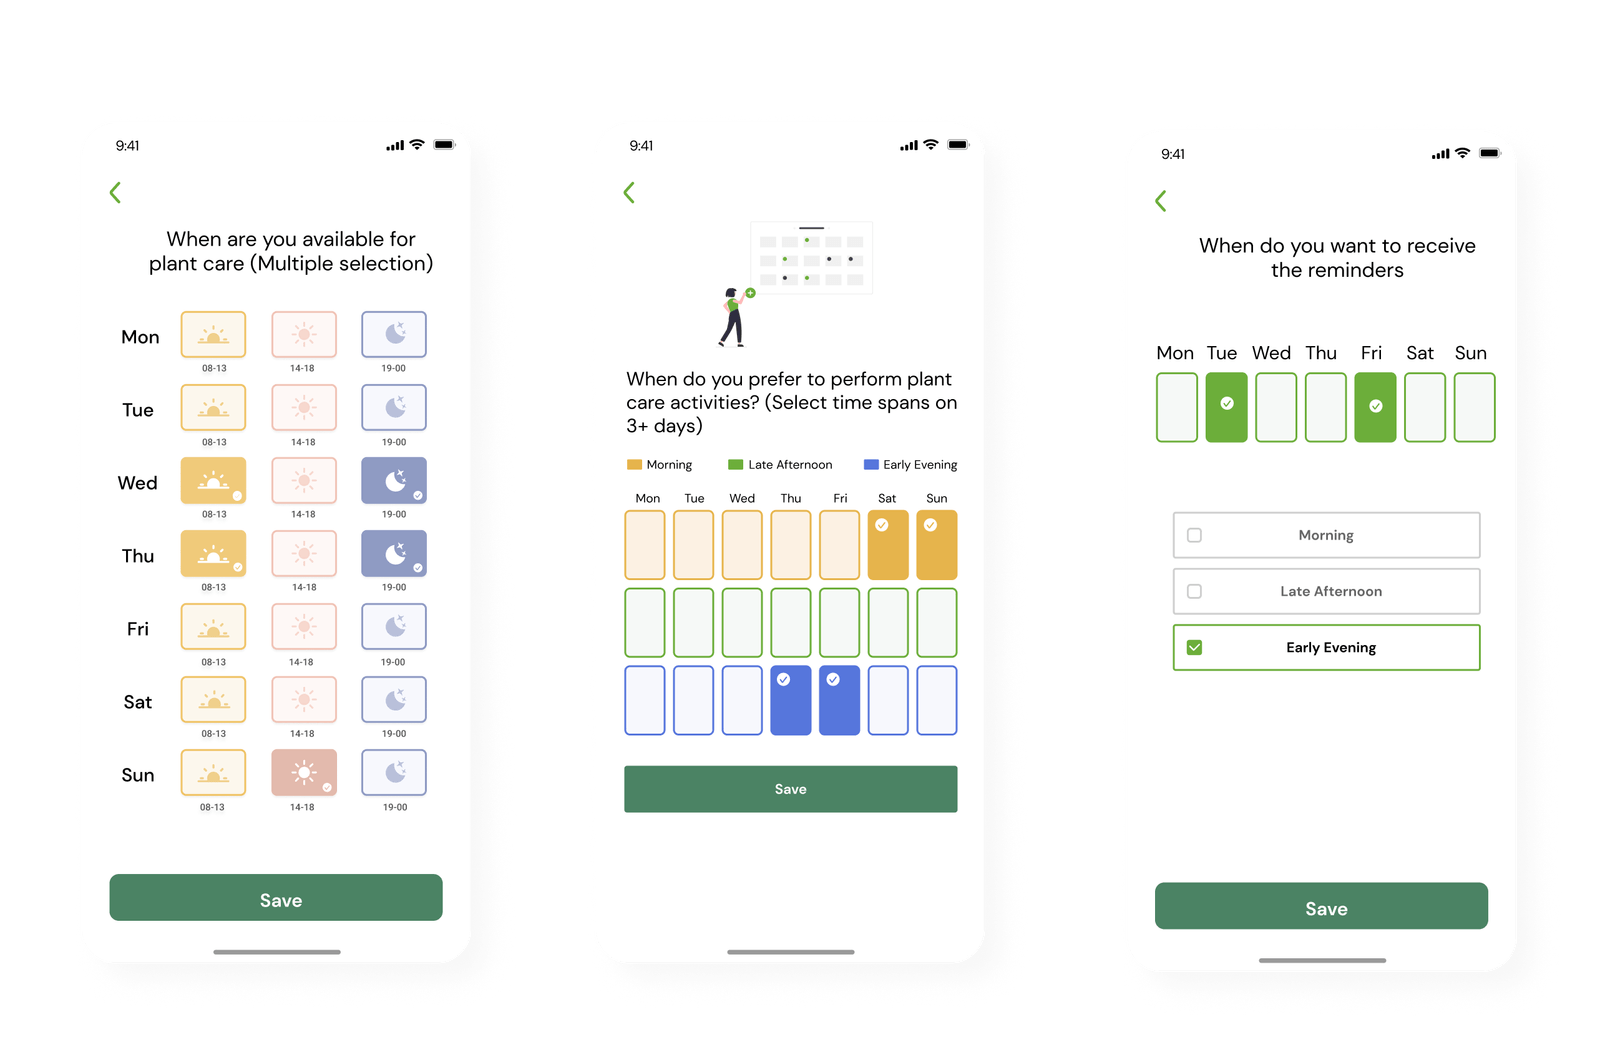 9:41
When are you available for
plant care (Multiple selection)
Mon
08-13 14-18 19-00
Tue
08-13 14-18 19-00
Wed
08-13 14-18 19-00
Thu
08-13 14-18 19-00
Fri
08-13 14-18 19-00
Sat
08-13 14-18 19-00
Sun
08-13 14-18 19-00
Save
9:41
When do you prefer to perform plant
care activities? (Select time spans on
3+ days)
Morning Late Afternoon Early Evening
Mon Tue Wed Thu Fri Sat Sun
Save
9:41
When do you want to receive
the reminders
Mon Tue Wed Thu Fri Sat Sun
Morning
Late Afternoon
Early Evening
Save